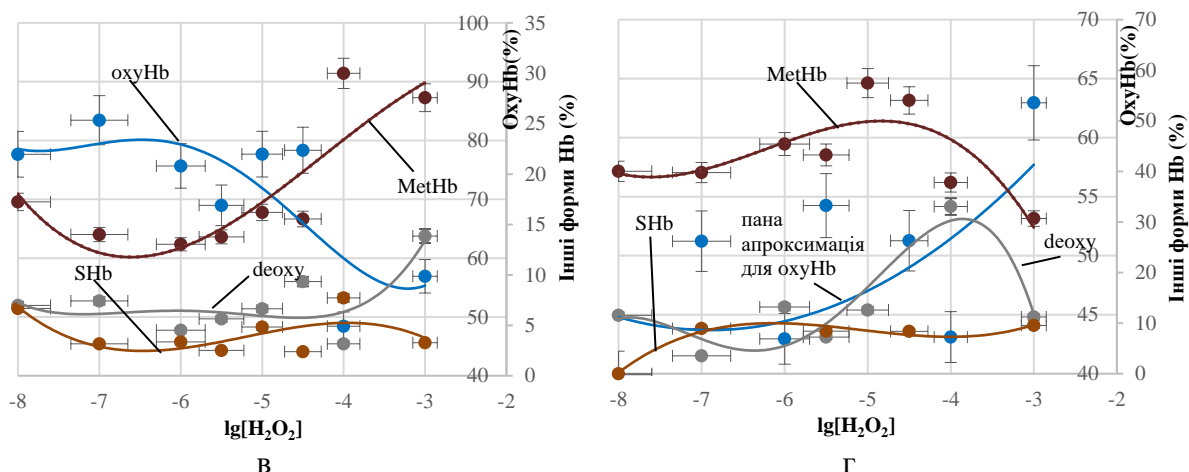 100
90
80
70
60
50
40
OxyHb(%)
35
30
25
20
15
10
5
0
Інші форми Hb (%)
oxyHb
MetHb
SHb
deoxy
-8
-7
-6
-5
-4
-3
-2
lg[H₂O₂]
В
70
65
60
55
50
45
40
OxyHb(%)
70
60
50
40
30
20
10
0
Інші форми Hb (%)
MetHb
SHb
пана
апроксимація
для oxyHb
deoxy
-8
-7
-6
-5
-4
-3
-2
lg[H₂O₂]
Г